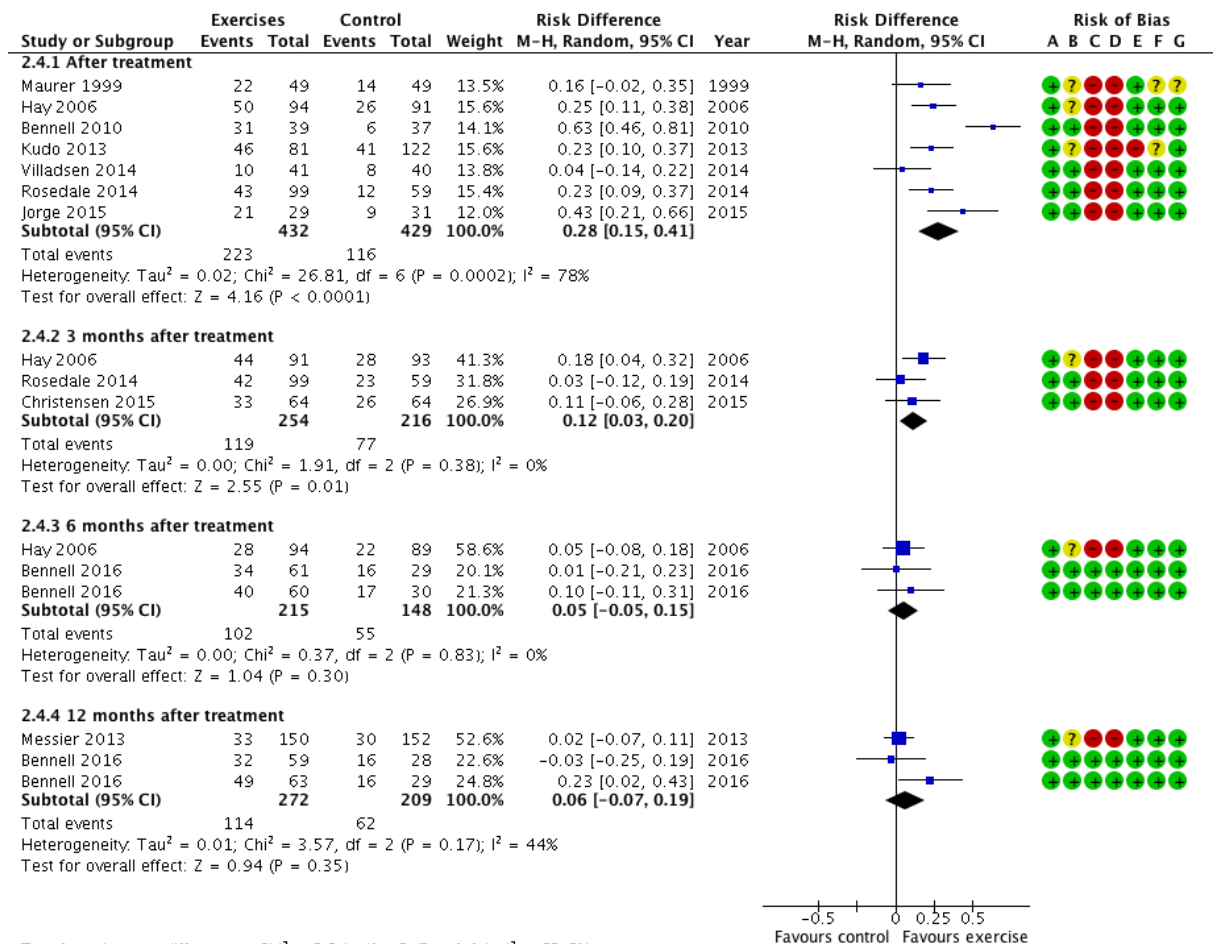 Exercises Control Risk Difference Risk Difference Risk of Bias
Study or Subgroup Events Total Events Total Weight M-H, Random, 95% CI Year M-H, Random, 95% CI A B C D E F G
2.4.1 After treatment
Maurer 1999 22 49 14 49 13.5% 0.16 [-0.02, 0.35] 1999 + ? - - + ? ?
Hay 2006 50 94 26 91 15.6% 0.25 [0.11, 0.38] 2006 + ? - - + + +
Bennell 2010 31 39 6 37 14.1% 0.63 [0.46, 0.81] 2010 + + - - + + +
Kudo 2013 46 81 41 122 15.6% 0.23 [0.10, 0.37] 2013 + ? - - - ? +
Villadsen 2014 10 41 8 40 13.8% 0.04 [-0.14, 0.22] 2014 + + - - + + +
Rosedale 2014 43 99 12 59 15.4% 0.23 [0.09, 0.37] 2014 + + - - + + +
Jorge 2015 21 29 9 31 12.0% 0.43 [0.21, 0.66] 2015 + + - - + + +
Subtotal (95% CI) 432 429 100.0% 0.28 [0.15, 0.41]
Total events 223 116
Heterogeneity: Tau² = 0.02; Chi² = 26.81, df = 6 (P = 0.0002); I² = 78%
Test for overall effect: Z = 4.16 (P < 0.0001)
2.4.2 3 months after treatment
Hay 2006 44 91 28 93 41.3% 0.18 [0.04, 0.32] 2006 + ? - - + + +
Rosedale 2014 42 99 23 59 31.8% 0.03 [-0.12, 0.19] 2014 + + - - + + +
Christensen 2015 33 64 26 64 26.9% 0.11 [-0.06, 0.28] 2015 + + - - + + +
Subtotal (95% CI) 254 216 100.0% 0.12 [0.03, 0.20]
Total events 119 77
Heterogeneity: Tau² = 0.00; Chi² = 1.91, df = 2 (P = 0.38); I² = 0%
Test for overall effect: Z = 2.55 (P = 0.01)
2.4.3 6 months after treatment
Hay 2006 28 94 22 89 58.6% 0.05 [-0.08, 0.18] 2006 + ? - - + + +
Bennell 2016 34 61 16 29 20.1% 0.01 [-0.21, 0.23] 2016 + + + + + + +
Bennell 2016 40 60 17 30 21.3% 0.10 [-0.11, 0.31] 2016 + + + + + + +
Subtotal (95% CI) 215 148 100.0% 0.05 [-0.05, 0.15]
Total events 102 55
Heterogeneity: Tau² = 0.00; Chi² = 0.37, df = 2 (P = 0.83); I² = 0%
Test for overall effect: Z = 1.04 (P = 0.30)
2.4.4 12 months after treatment
Messier 2013 33 150 30 152 52.6% 0.02 [-0.07, 0.11] 2013 + ? - - + + +
Bennell 2016 32 59 16 28 22.6% -0.03 [-0.25, 0.19] 2016 + + + + + + +
Bennell 2016 49 63 16 29 24.8% 0.23 [0.02, 0.43] 2016 + + + + + + +
Subtotal (95% CI) 272 209 100.0% 0.06 [-0.07, 0.19]
Total events 114 62
Heterogeneity: Tau² = 0.01; Chi² = 3.57, df = 2 (P = 0.17); I² = 44%
Test for overall effect: Z = 0.94 (P = 0.35)
-0.5 0 0.25 0.5
Favours control Favours exercise